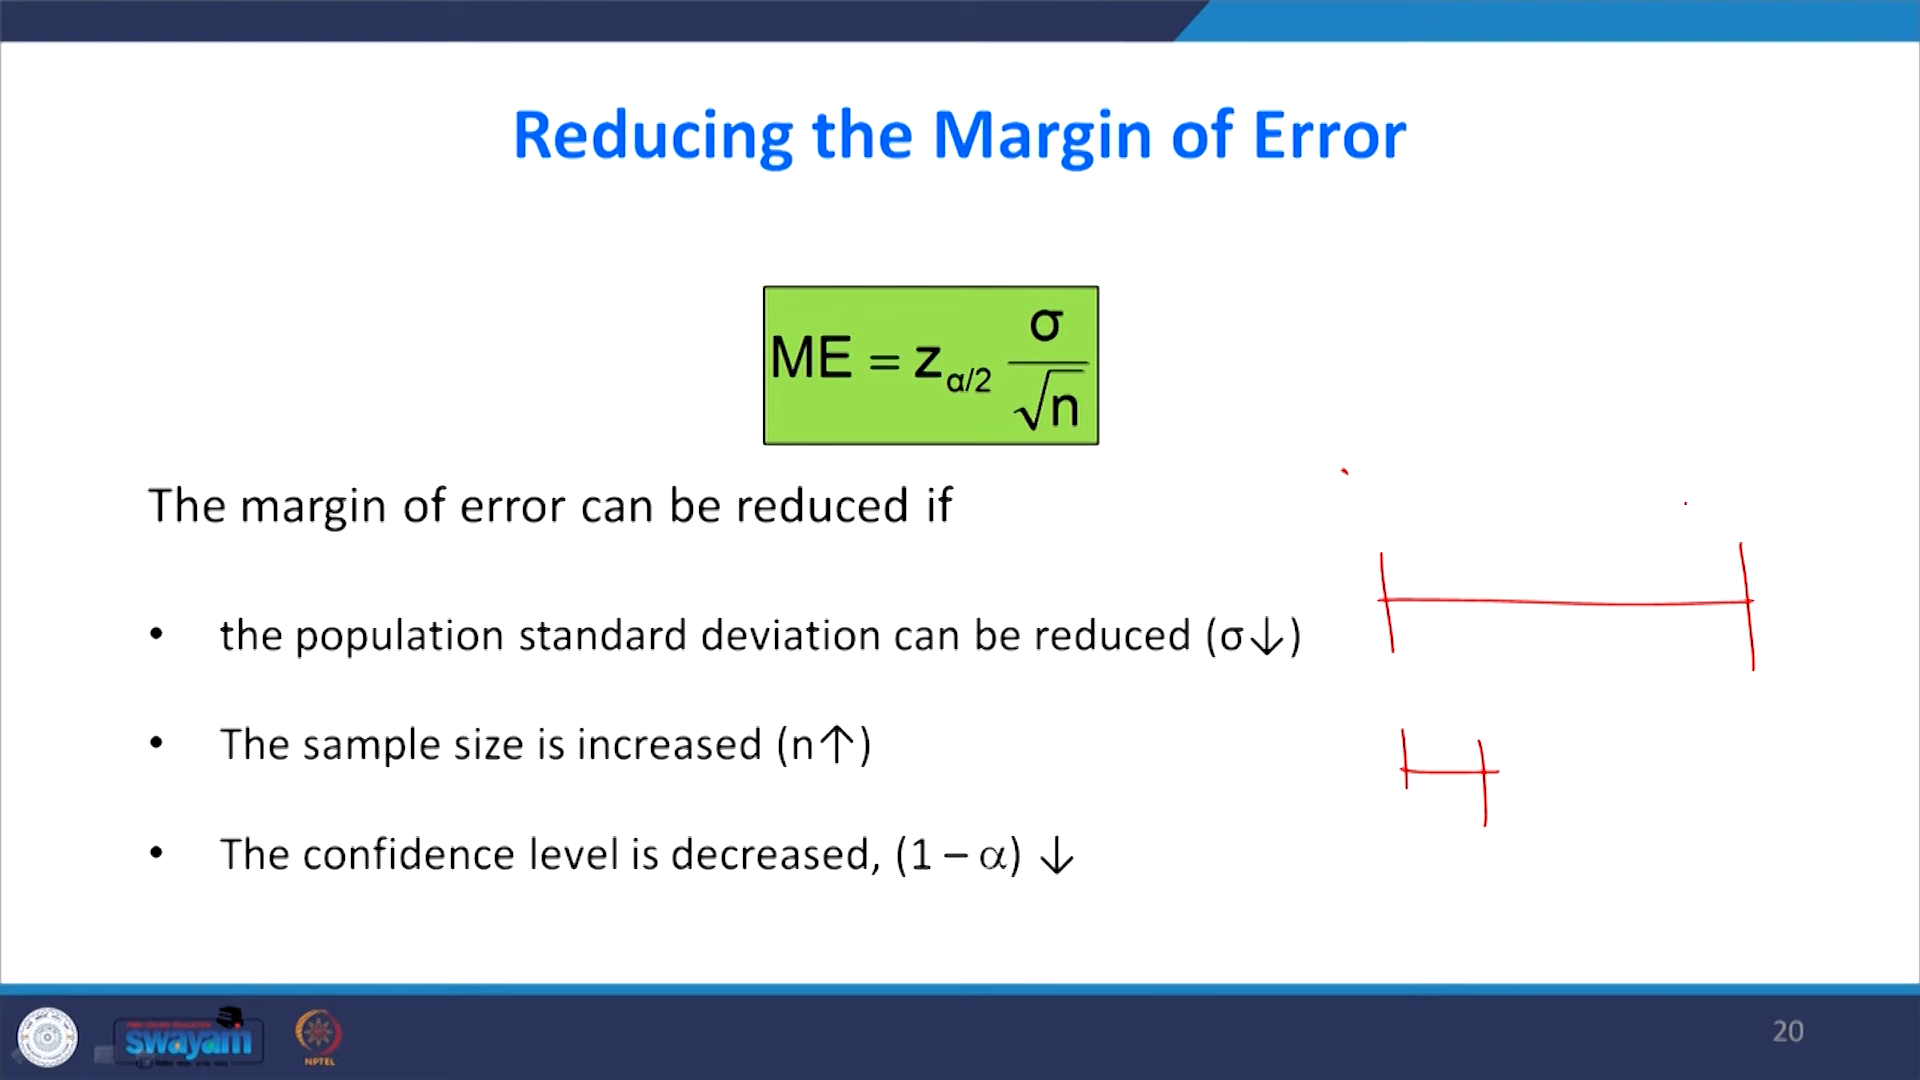 Reducing the Margin of Error
ME = z α/2 σ/√n
The margin of error can be reduced if
• the population standard deviation can be reduced (σ↓)
• The sample size is increased (n↑)
• The confidence level is decreased, (1 – α) ↓
swayam
NPTEL
20